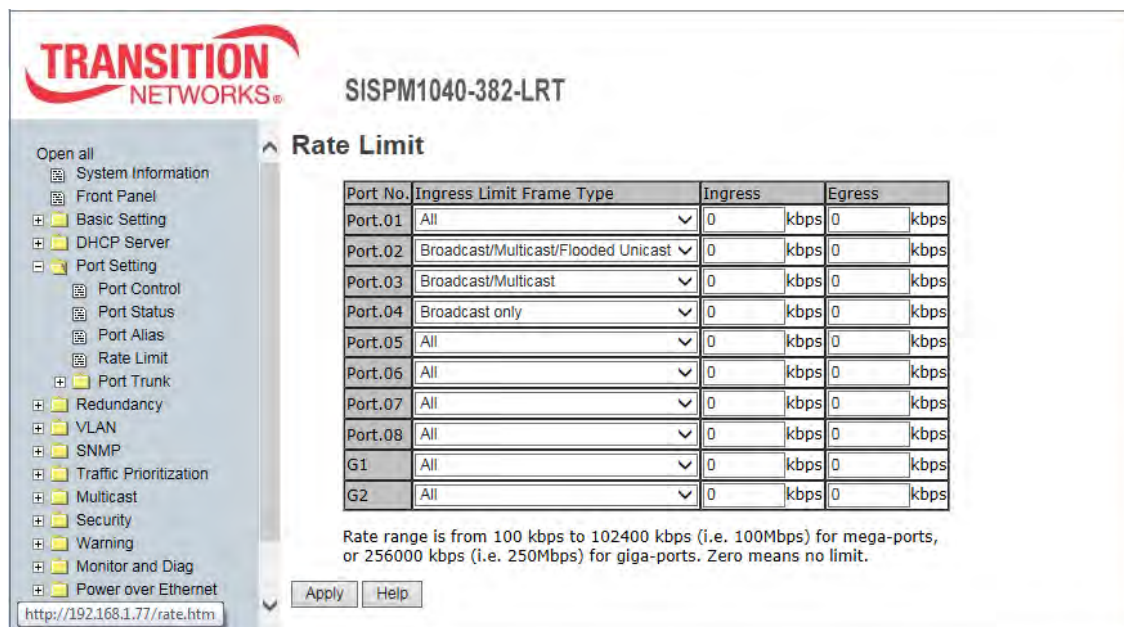 TRANSITION
NETWORKS®
SISPM1040-382-LRT
Open all
System Information
Front Panel
Basic Setting
DHCP Server
Port Setting
Port Control
Port Status
Port Alias
Rate Limit
Port Trunk
Redundancy
VLAN
SNMP
Traffic Prioritization
Multicast
Security
Warning
Monitor and Diag
Power over Ethernet
http://192.168.1.77/rate.htm
Rate Limit
Port No. Ingress Limit Frame Type Ingress Egress
Port.01 All 0 kbps 0 kbps
Port.02 Broadcast/Multicast/Flooded Unicast 0 kbps 0 kbps
Port.03 Broadcast/Multicast 0 kbps 0 kbps
Port.04 Broadcast only 0 kbps 0 kbps
Port.05 All 0 kbps 0 kbps
Port.06 All 0 kbps 0 kbps
Port.07 All 0 kbps 0 kbps
Port.08 All 0 kbps 0 kbps
G1 All 0 kbps 0 kbps
G2 All 0 kbps 0 kbps
Rate range is from 100 kbps to 102400 kbps (i.e. 100Mbps) for mega-ports,
or 256000 kbps (i.e. 250Mbps) for giga-ports. Zero means no limit.
Apply Help